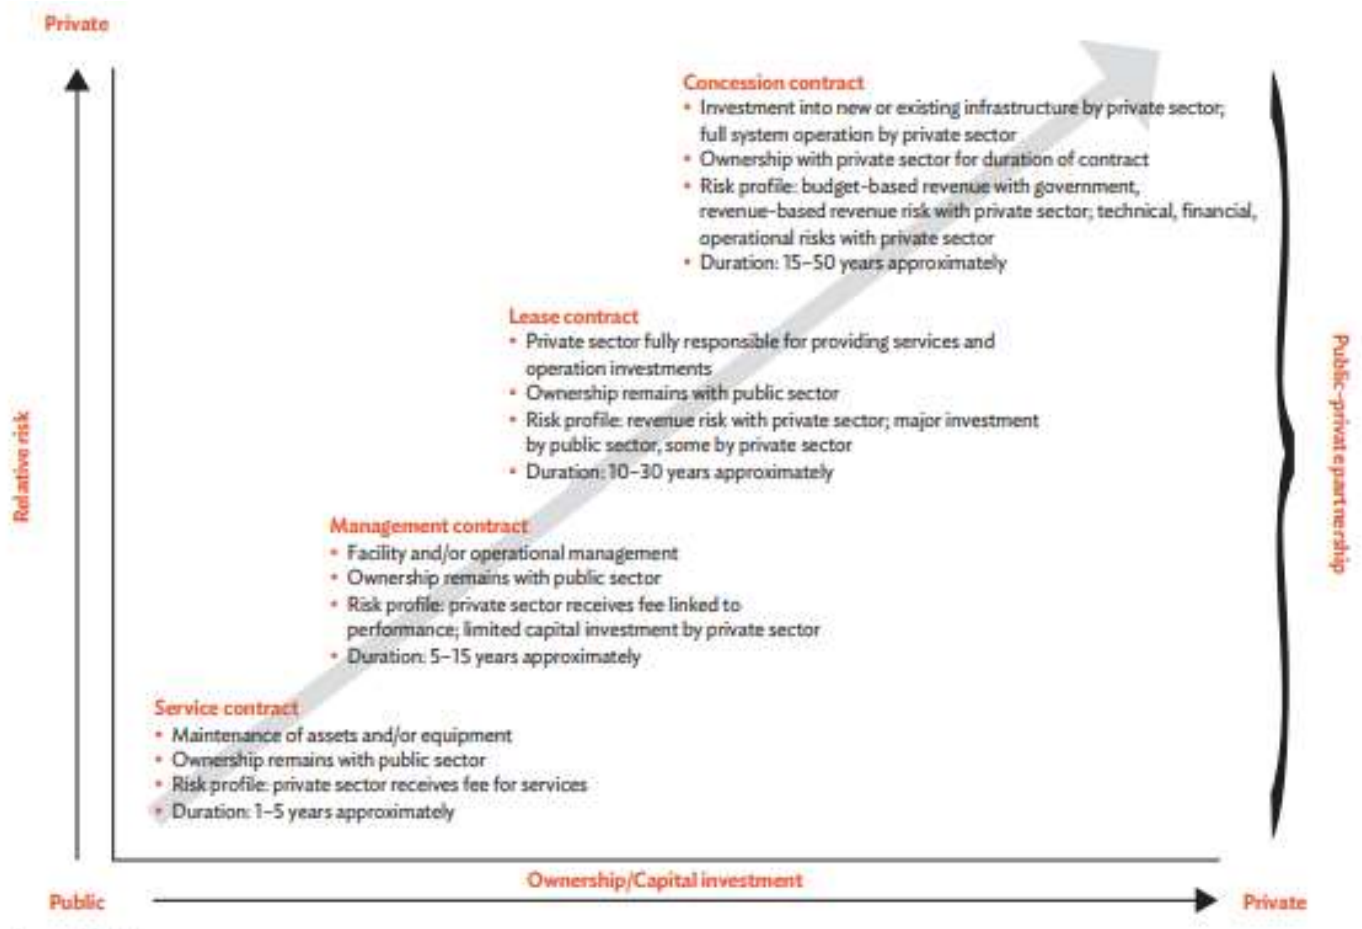 Private
Concession contract
• Investment into new or existing infrastructure by private sector;
full system operation by private sector
• Ownership with private sector for duration of contract
• Risk profile: budget-based revenue with government,
revenue-based revenue risk with private sector; technical, financial,
operational risks with private sector
• Duration: 15–50 years approximately
Lease contract
• Private sector fully responsible for providing services and
operation investments
• Ownership remains with public sector
• Risk profile: revenue risk with private sector; major investment
by public sector, some by private sector
• Duration: 10–30 years approximately
Management contract
• Facility and/or operational management
• Ownership remains with public sector
• Risk profile: private sector receives fee linked to
performance; limited capital investment by private sector
• Duration: 5–15 years approximately
Service contract
• Maintenance of assets and/or equipment
• Ownership remains with public sector
• Risk profile: private sector receives fee for services
• Duration: 1–5 years approximately
Relative risk
Public–private partnership
Ownership/Capital investment
Public
Private